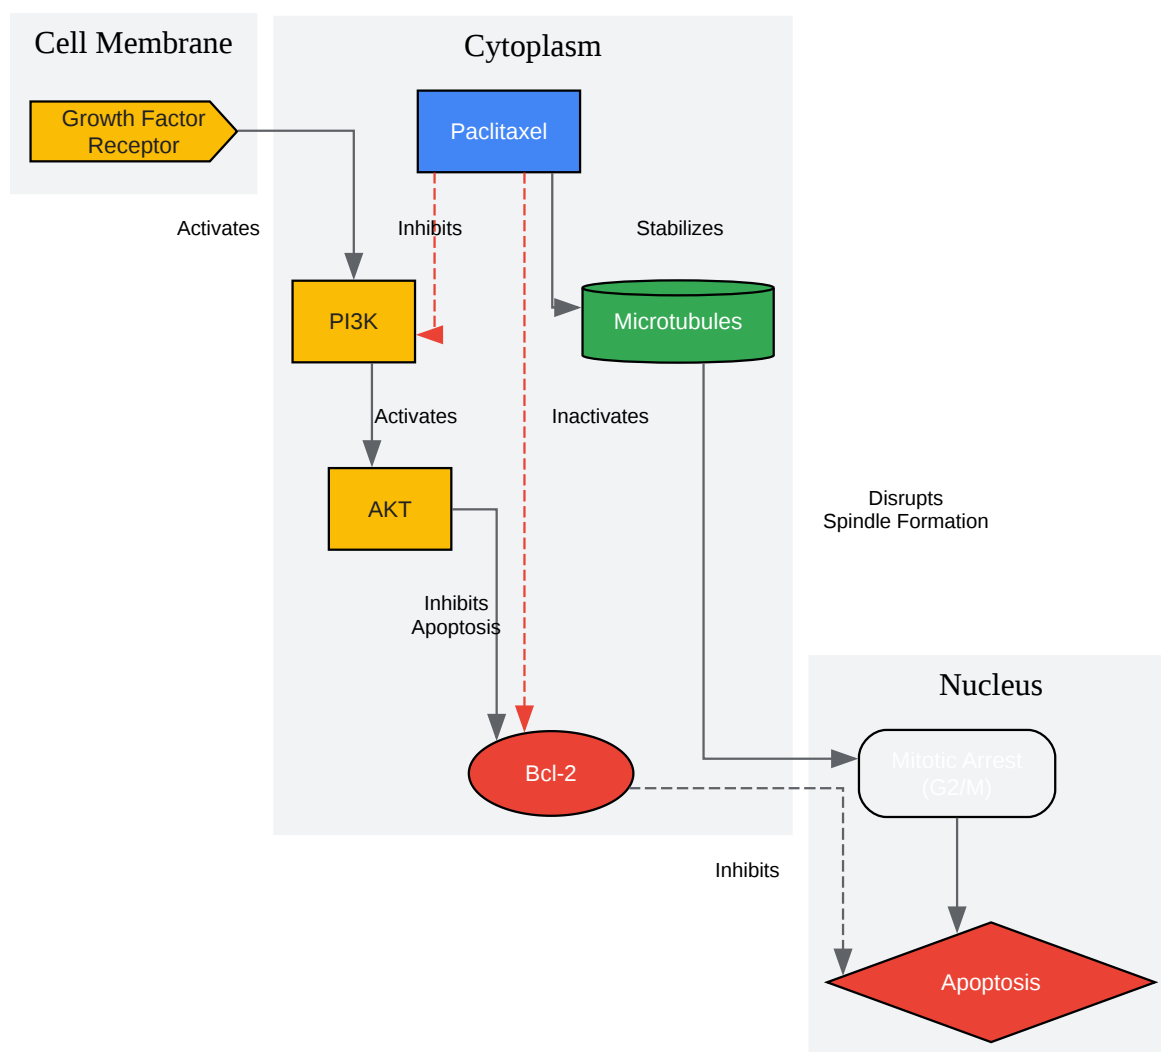 Cell Membrane
Cytoplasm
Growth Factor
Receptor
Paclitaxel
Activates
Inhibits
Stabilizes
PI3K
Microtubules
Activates
Inactivates
AKT
Disrupts
Spindle Formation
Inhibits
Apoptosis
Nucleus
Mitotic Arrest
(G2/M)
Bcl-2
Inhibits
Apoptosis